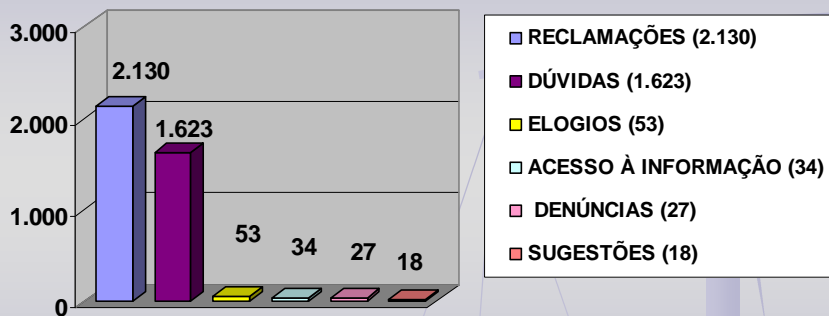 3.000
2.000
1.000
0
2.130
1.623
53
34
27
18
RECLAMAÇÕES (2.130)
DÚVIDAS (1.623)
ELOGIOS (53)
ACESSO À INFORMAÇÃO (34)
DENÚNCIAS (27)
SUGESTÕES (18)